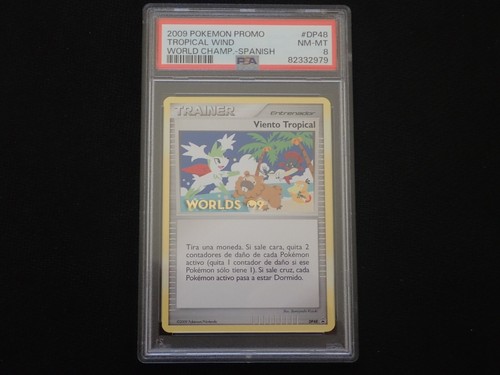 2009 POKEMON PROMO #DP48
TROPICAL WIND NM-MT
WORLD CHAMP.-SPANISH 8
PSA 82332979
TRAINER Entrenador
Viento Tropical
WORLDS 09
Tira una moneda. Si sale cara, quita 2
contadores de daño de cada Pokémon
activo (quita 1 contador de daño si ese
Pokémon sólo tiene 1). Si sale cruz, cada
Pokémon activo pasa a estar Dormido.
DP48